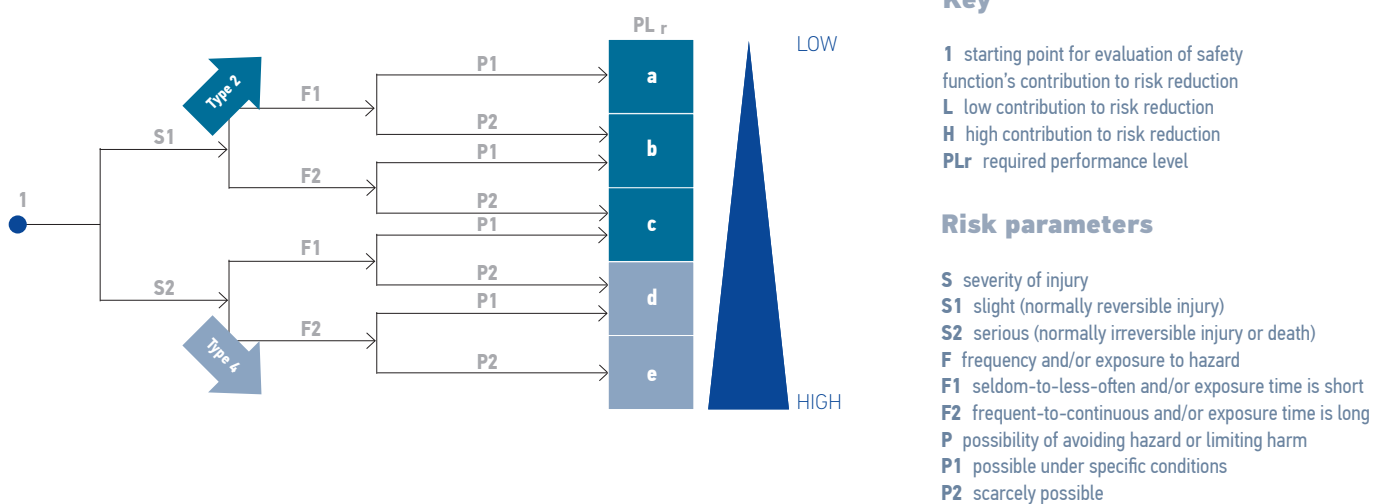 PL r
LOW
Type 2
P1
a
F1
P2
b
S1
P1
F2
P2
1
P1
c
F1
P2
S2
P1
d
F2
Type 4
P2
e
HIGH
Key
1 starting point for evaluation of safety
function's contribution to risk reduction
L low contribution to risk reduction
H high contribution to risk reduction
PLr required performance level
Risk parameters
S severity of injury
S1 slight (normally reversible injury)
S2 serious (normally irreversible injury or death)
F frequency and/or exposure to hazard
F1 seldom-to-less-often and/or exposure time is short
F2 frequent-to-continuous and/or exposure time is long
P possibility of avoiding hazard or limiting harm
P1 possible under specific conditions
P2 scarcely possible